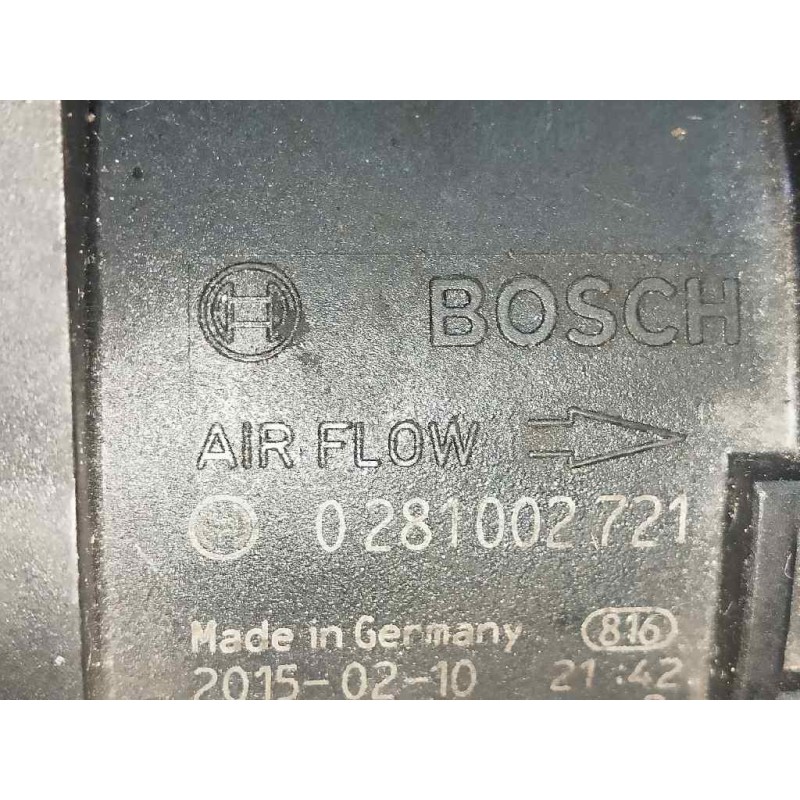 BOSCH
AIR FLOW
0 281 002 721
Made in Germany 816
2015-02-10 21:42